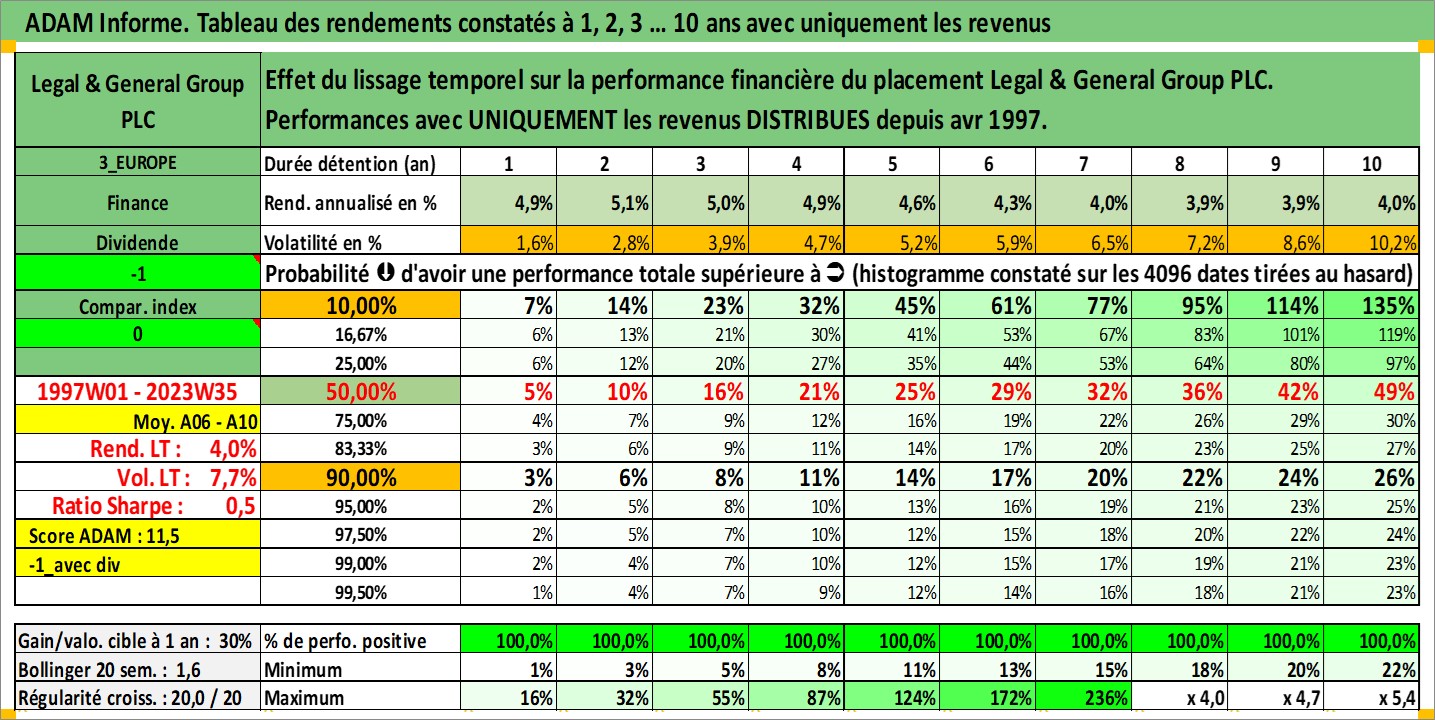 ADAM Informe. Tableau des rendements constatés à 1, 2, 3 ... 10 ans avec uniquement les revenus
Legal & General Group PLC
Effet du lissage temporel sur la performance financière du placement Legal & General Group PLC.
Performances avec UNIQUEMENT les revenus DISTRIBUES depuis avr 1997.
3_EUROPE Durée détention (an) 1 2 3 4 5 6 7 8 9 10
Finance Rend. annualisé en % 4,9% 5,1% 5,0% 4,9% 4,6% 4,3% 4,0% 3,9% 3,9% 4,0%
Dividende Volatilité en % 1,6% 2,8% 3,9% 4,7% 5,2% 5,9% 6,5% 7,2% 8,6% 10,2%
-1 Probabilité d'avoir une performance totale supérieure à (histogramme constaté sur les 4096 dates tirées au hasard)
Compar. index 10,00% 7% 14% 23% 32% 45% 61% 77% 95% 114% 135%
0 16,67% 6% 13% 21% 30% 41% 53% 67% 83% 101% 119%
25,00% 6% 12% 20% 27% 35% 44% 53% 64% 80% 97%
1997W01 - 2023W35 50,00% 5% 10% 16% 21% 25% 29% 32% 36% 42% 49%
Moy. A06 - A10 75,00% 4% 7% 9% 12% 16% 19% 22% 26% 29% 30%
Rend. LT : 4,0% 83,33% 3% 6% 9% 11% 14% 17% 20% 23% 25% 27%
Vol. LT : 7,7% 90,00% 3% 6% 8% 11% 14% 17% 20% 22% 24% 26%
Ratio Sharpe : 0,5 95,00% 2% 5% 8% 10% 13% 16% 19% 21% 23% 25%
Score ADAM : 11,5 97,50% 2% 5% 7% 10% 12% 15% 18% 20% 22% 24%
-1_avec div 99,00% 2% 4% 7% 10% 12% 15% 17% 19% 21% 23%
99,50% 1% 4% 7% 9% 12% 14% 16% 18% 21% 23%
Gain/valo. cible à 1 an : 30% % de perfo. positive 100,0% 100,0% 100,0% 100,0% 100,0% 100,0% 100,0% 100,0% 100,0% 100,0%
Bollinger 20 sem. : 1,6 Minimum 1% 3% 5% 8% 11% 13% 15% 18% 20% 22%
Régularité croiss. : 20,0 / 20 Maximum 16% 32% 55% 87% 124% 172% 236% x 4,0 x 4,7 x 5,4